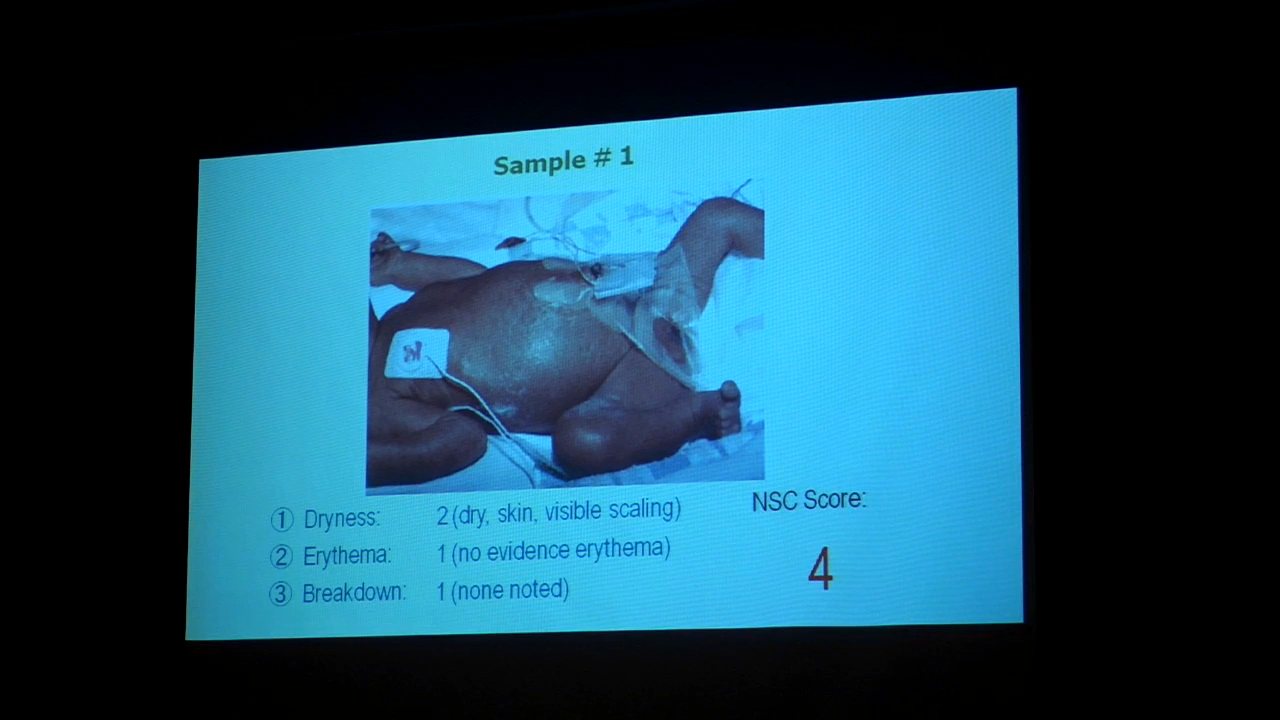 Sample # 1
① Dryness: 2 (dry, skin, visible scaling)
② Erythema: 1 (no evidence erythema)
③ Breakdown: 1 (none noted)
NSC Score:
4